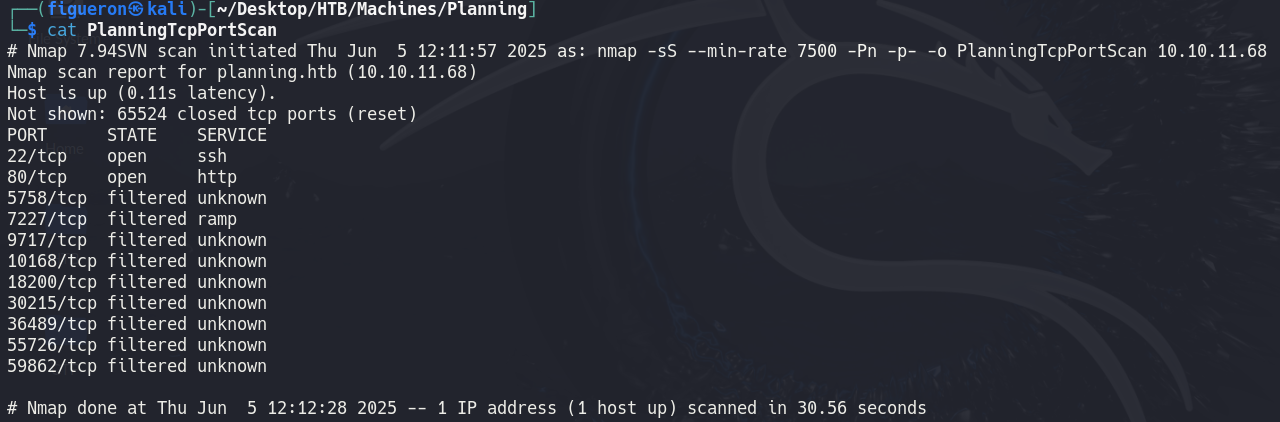 ┌──(figueron㉿kali)-[~/Desktop/HTB/Machines/Planning]
└─$ cat PlanningTcpPortScan
# Nmap 7.94SVN scan initiated Thu Jun  5 12:11:57 2025 as: nmap -sS --min-rate 7500 -Pn -p- -o PlanningTcpPortScan 10.10.11.68
Nmap scan report for planning.htb (10.10.11.68)
Host is up (0.11s latency).
Not shown: 65524 closed tcp ports (reset)
PORT      STATE    SERVICE
22/tcp    open     ssh
80/tcp    open     http
5758/tcp  filtered unknown
7227/tcp  filtered ramp
9717/tcp  filtered unknown
10168/tcp filtered unknown
18200/tcp filtered unknown
30215/tcp filtered unknown
36489/tcp filtered unknown
55726/tcp filtered unknown
59862/tcp filtered unknown

# Nmap done at Thu Jun  5 12:12:28 2025 -- 1 IP address (1 host up) scanned in 30.56 seconds